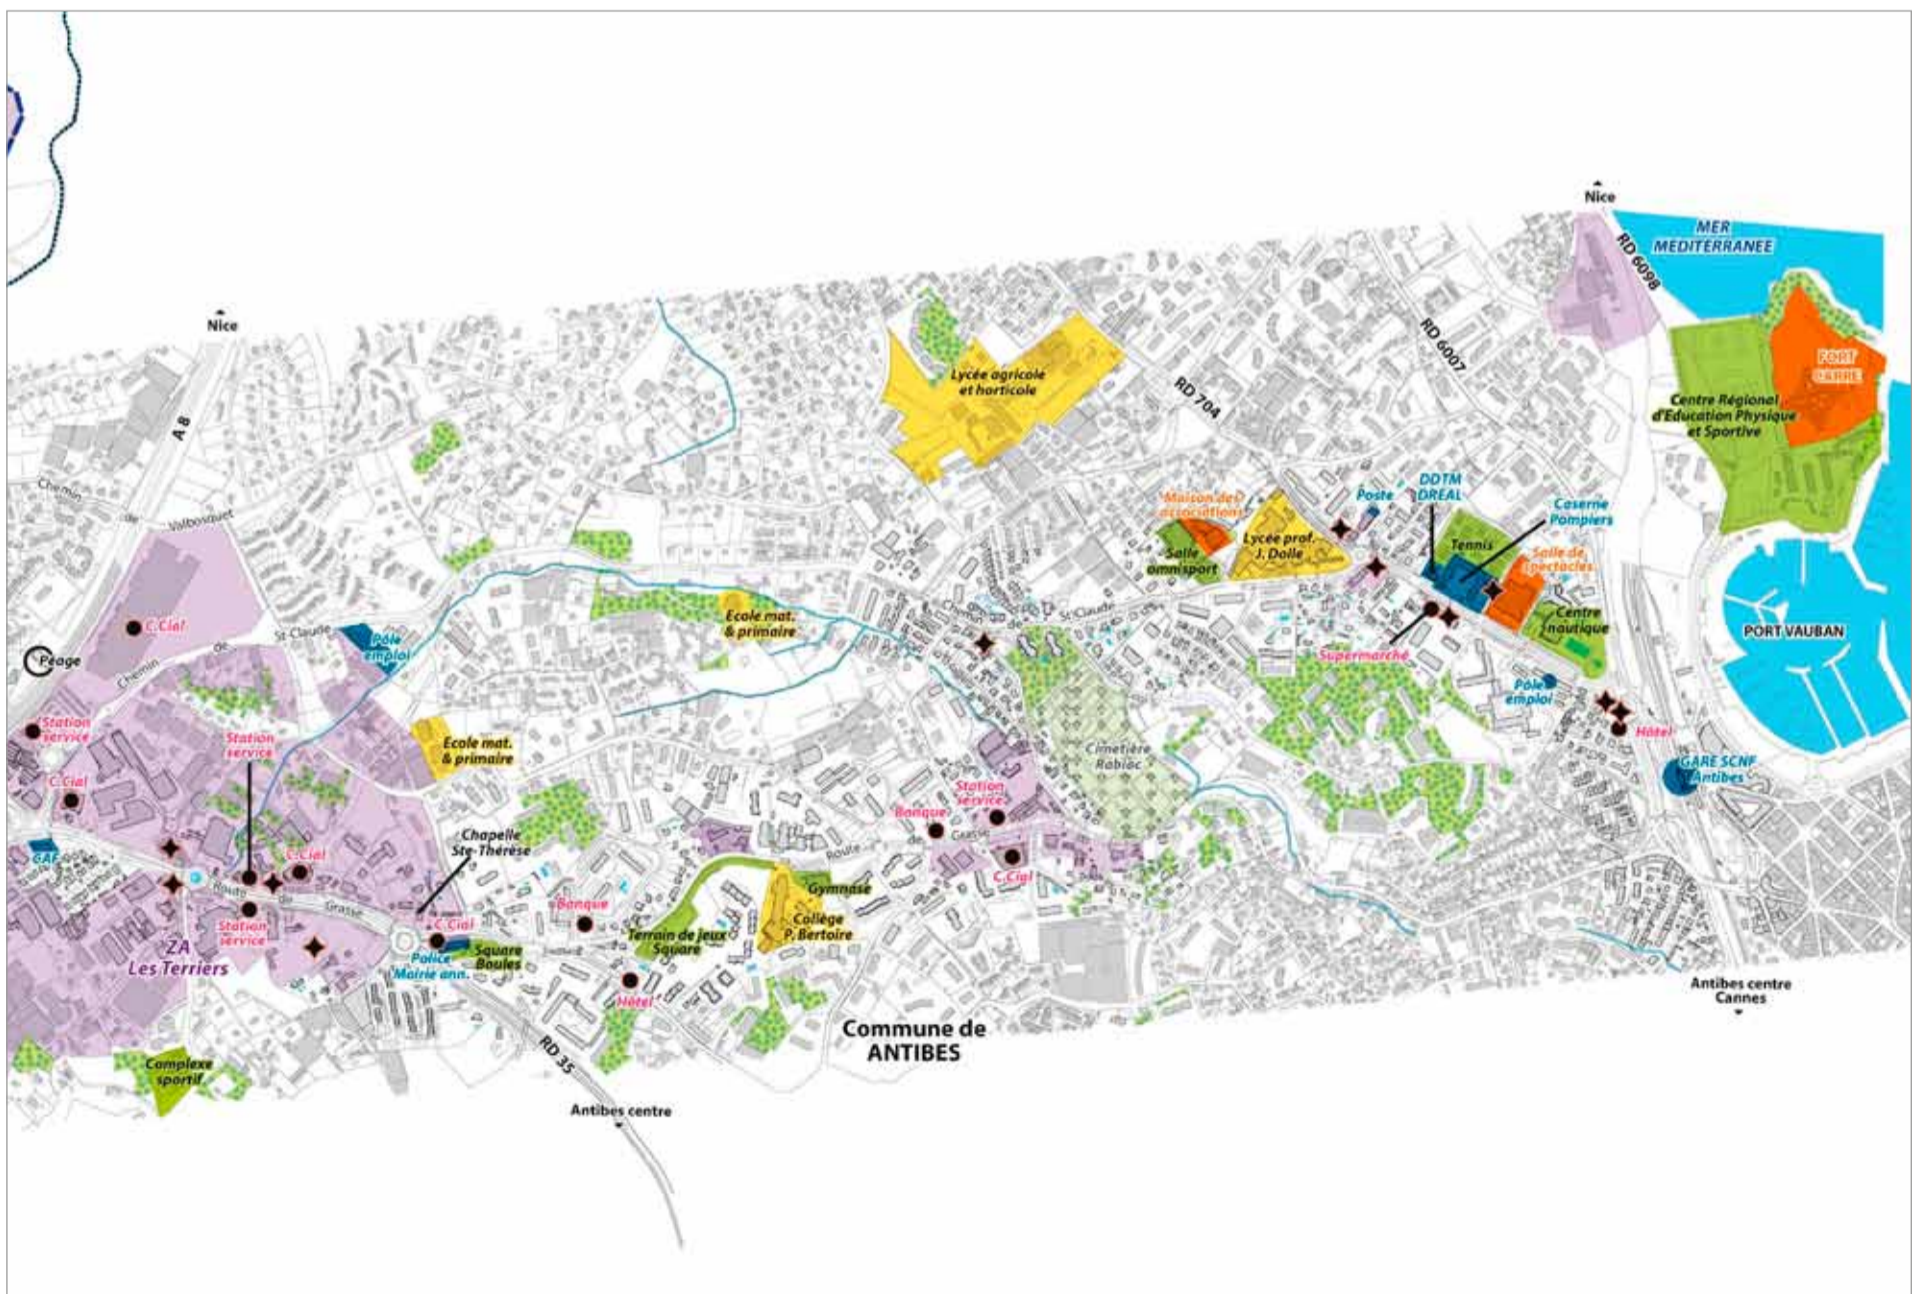 Nice
MER
MEDITERRANEE
RD 6098
Nice
FORT
CARRE
Centre Régional
d'Education Physique
et Sportive
RD 6007
Lycée agricole
et horticole
RD 704
A 8
Chemin
de
Valbosquet
Maison des
associations
Poste
DDTM
DREAL
Caserne
Pompiers
Lycée prof.
J. Dolle
Salle
omnisport
Tennis
Salle de
spectacles
Centre
nautique
Ecole mat.
& primaire
Chemin
de
St-Claude
C.Cial
St-Claude
de
Chemin
Pôle
emploi
Péage
PORT VAUBAN
Supermarché
Pôle
emploi
Station
service
Station
service
Ecole mat.
& primaire
Cimetière
Rabiac
Hôtel
GARE SCNF
Antibes
C.Cial
Station
service
Banque
Grasse
de
Route
Chapelle
Ste-Thérèse
CAF
C.Cial
C.Cial
Route
de
Grasse
Gymnase
Banque
Station
service
C.Cial
Collège
P. Bertoire
Terrain de jeux
Square
ZA
Les Terriers
Police
Mairie ann.
Square
Boules
Hôtel
Antibes centre
Cannes
Commune de
ANTIBES
RD 35
Complexe
sportif
Antibes centre